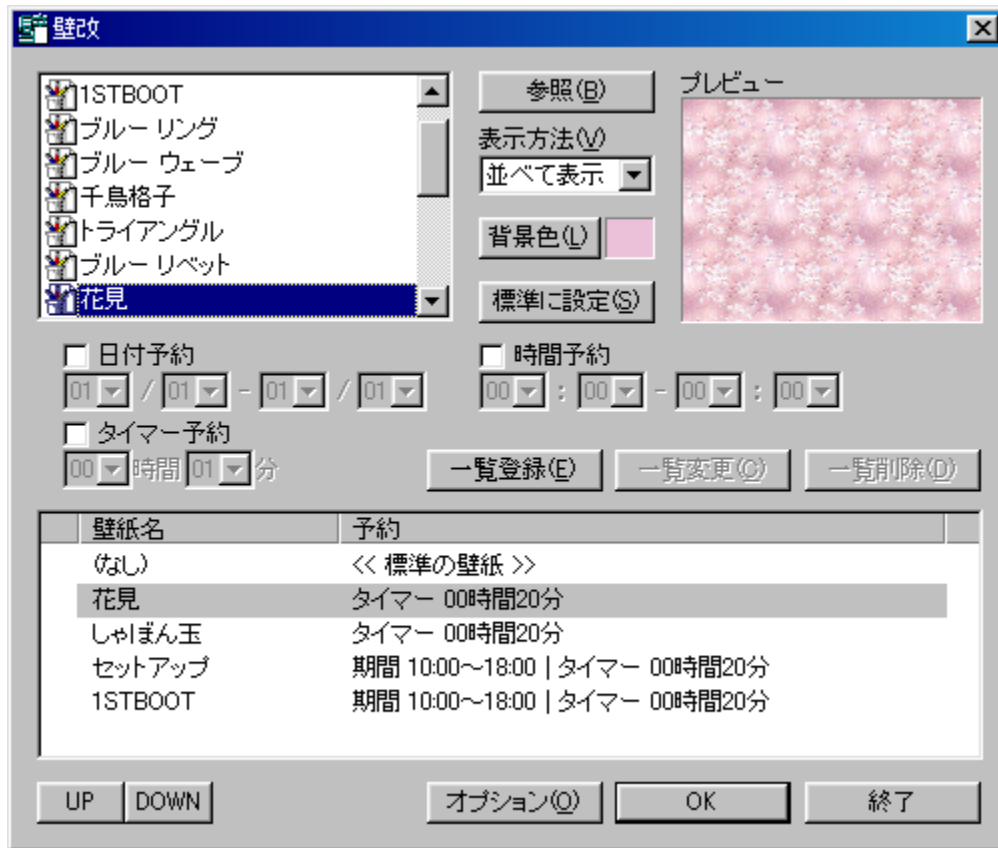 壁改
1STBOOT
ブルー リング
ブルー ウェーブ
千鳥格子
トライアングル
ブルー リベット
花見
参照(B)
表示方法(V)
並べて表示
背景色(L)
標準に設定(S)
プレビュー
日付予約
01 / 01 - 01 / 01
時間予約
00 : 00 - 00 : 00
タイマー予約
00 時間 01 分
一覧登録(E) 一覧変更(C) 一覧削除(D)
壁紙名 予約
(なし) << 標準の壁紙 >>
花見 タイマー 00時間20分
しゃぼん玉 タイマー 00時間20分
セットアップ 期間 10:00～18:00 | タイマー 00時間20分
1STBOOT 期間 10:00～18:00 | タイマー 00時間20分
UP DOWN オプション(O) OK 終了